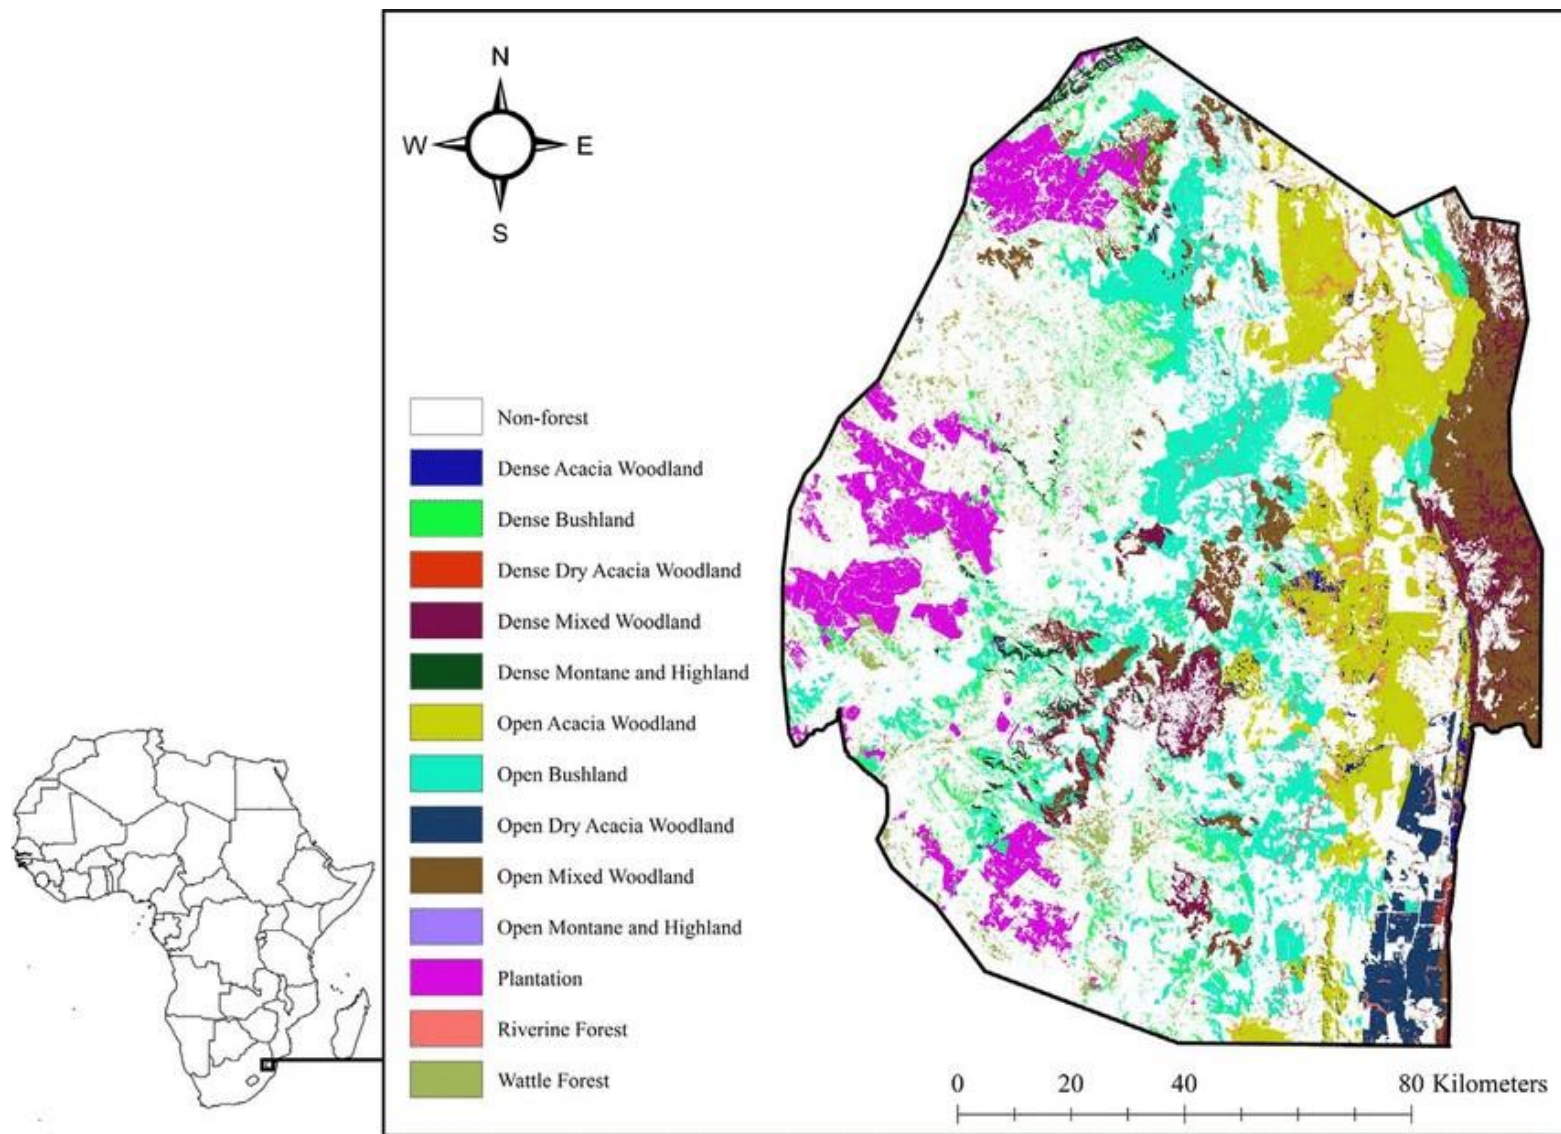 N
W E
S
Non-forest
Dense Acacia Woodland
Dense Bushland
Dense Dry Acacia Woodland
Dense Mixed Woodland
Dense Montane and Highland
Open Acacia Woodland
Open Bushland
Open Dry Acacia Woodland
Open Mixed Woodland
Open Montane and Highland
Plantation
Riverine Forest
Wattle Forest
0 20 40 80 Kilometers